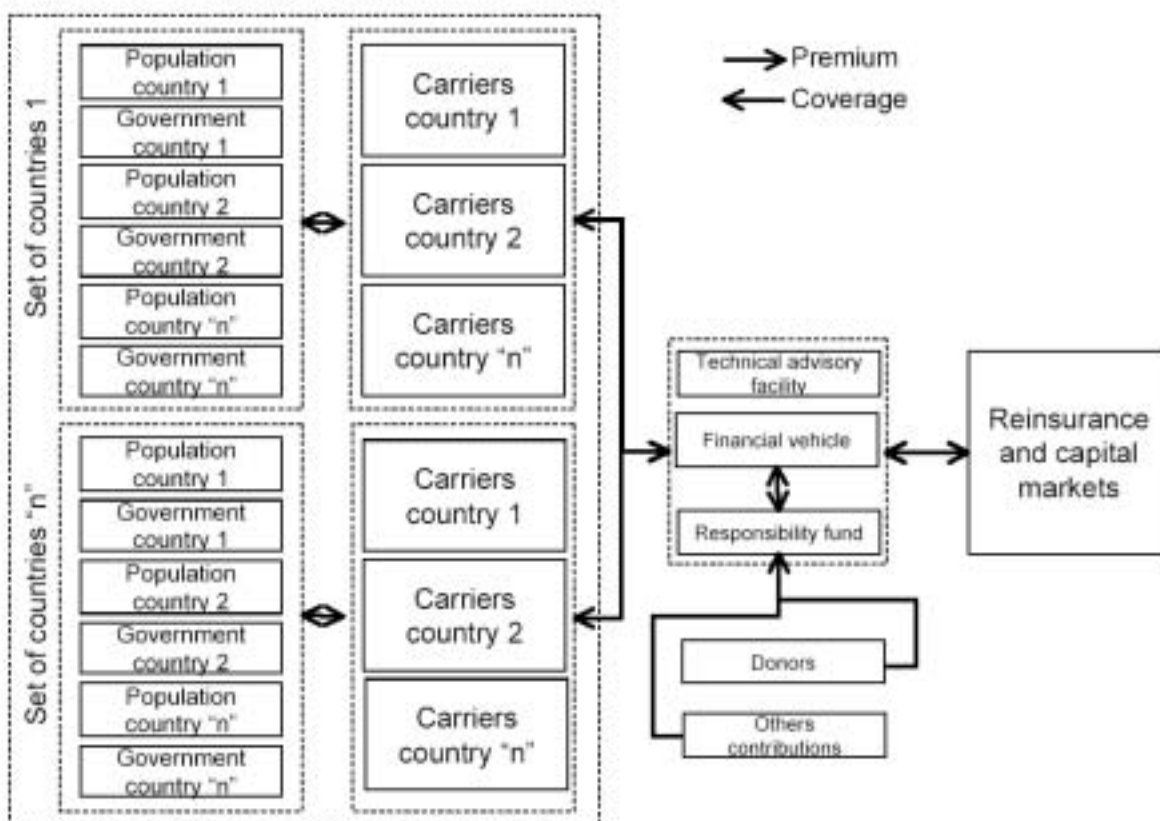 Set of countries 1
Population
country 1
Government
country 1
Population
country 2
Government
country 2
Population
country “n”
Government
country “n”
Carriers
country 1
Carriers
country 2
Carriers
country “n”
Premium
Coverage
Set of countries “n”
Population
country 1
Government
country 1
Population
country 2
Government
country 2
Population
country “n”
Government
country “n”
Carriers
country 1
Carriers
country 2
Carriers
country “n”
Technical advisory
facility
Financial vehicle
Responsibility fund
Reinsurance
and capital
markets
Donors
Others
contributions